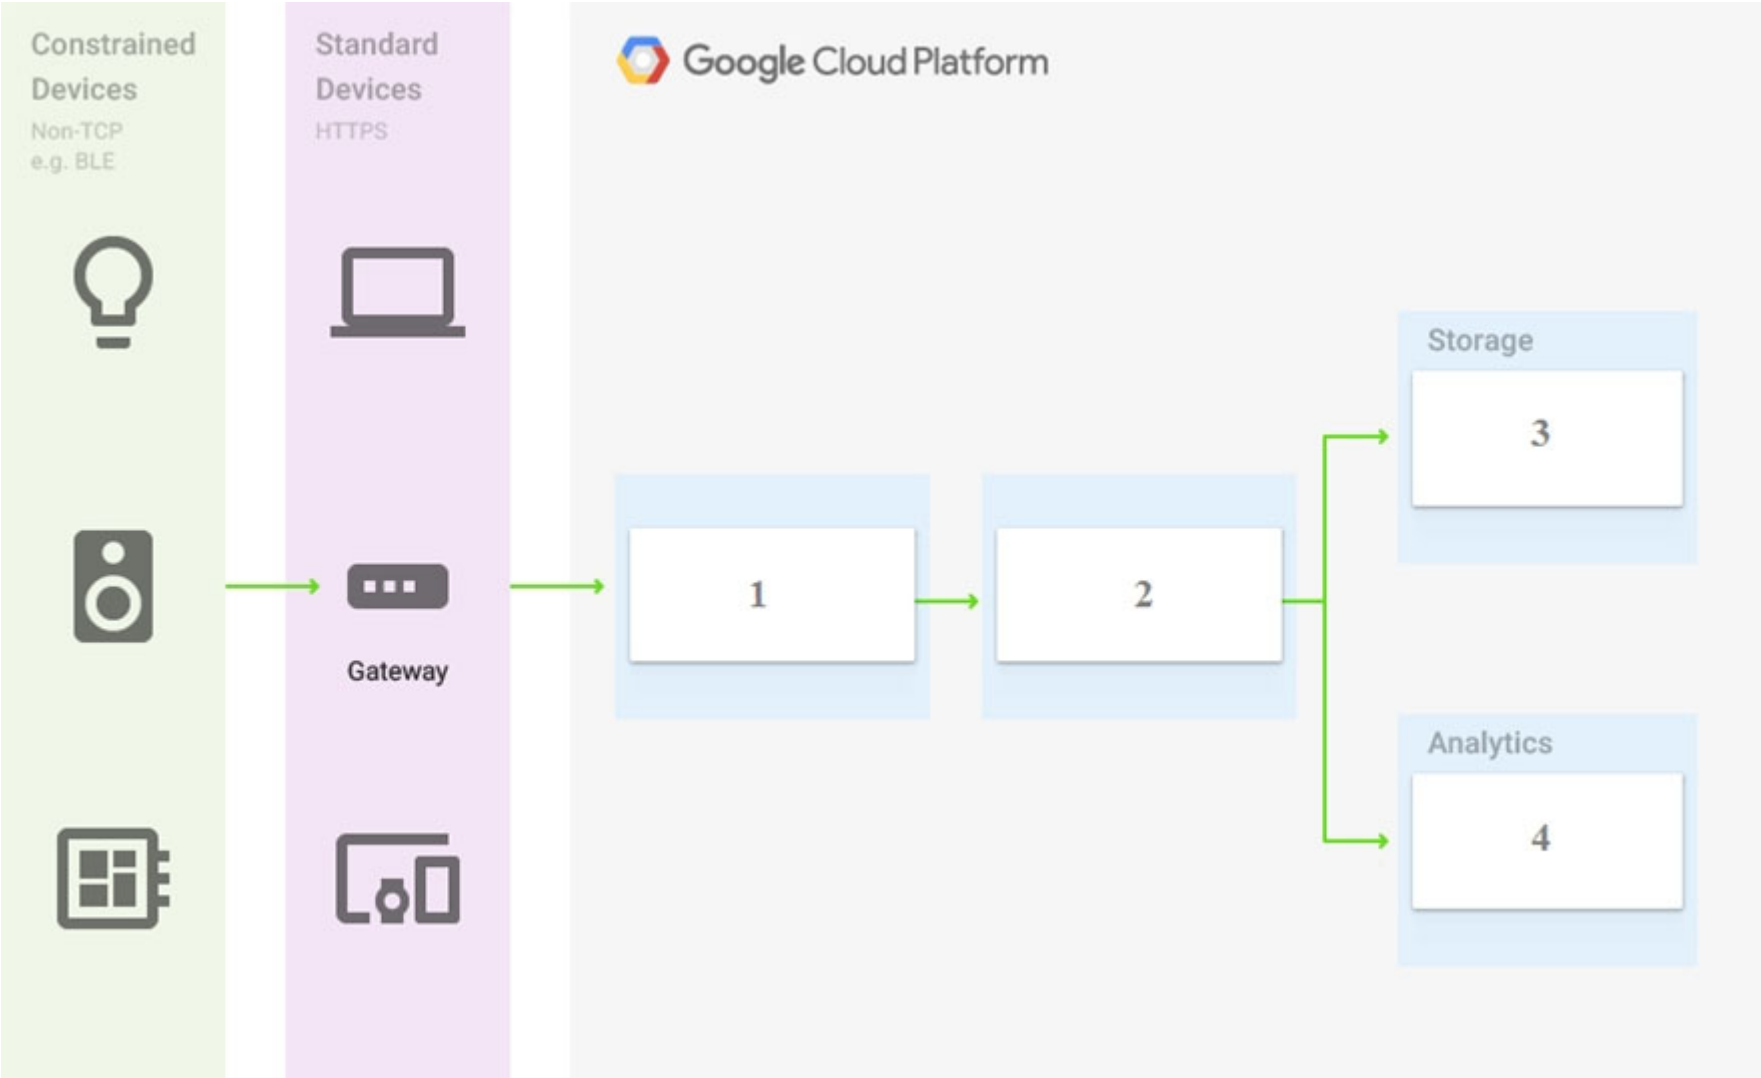 Constrained
Devices
Non-TCP
e.g. BLE
Standard
Devices
HTTPS
Google Cloud Platform
Storage
3
1
2
Gateway
Analytics
4